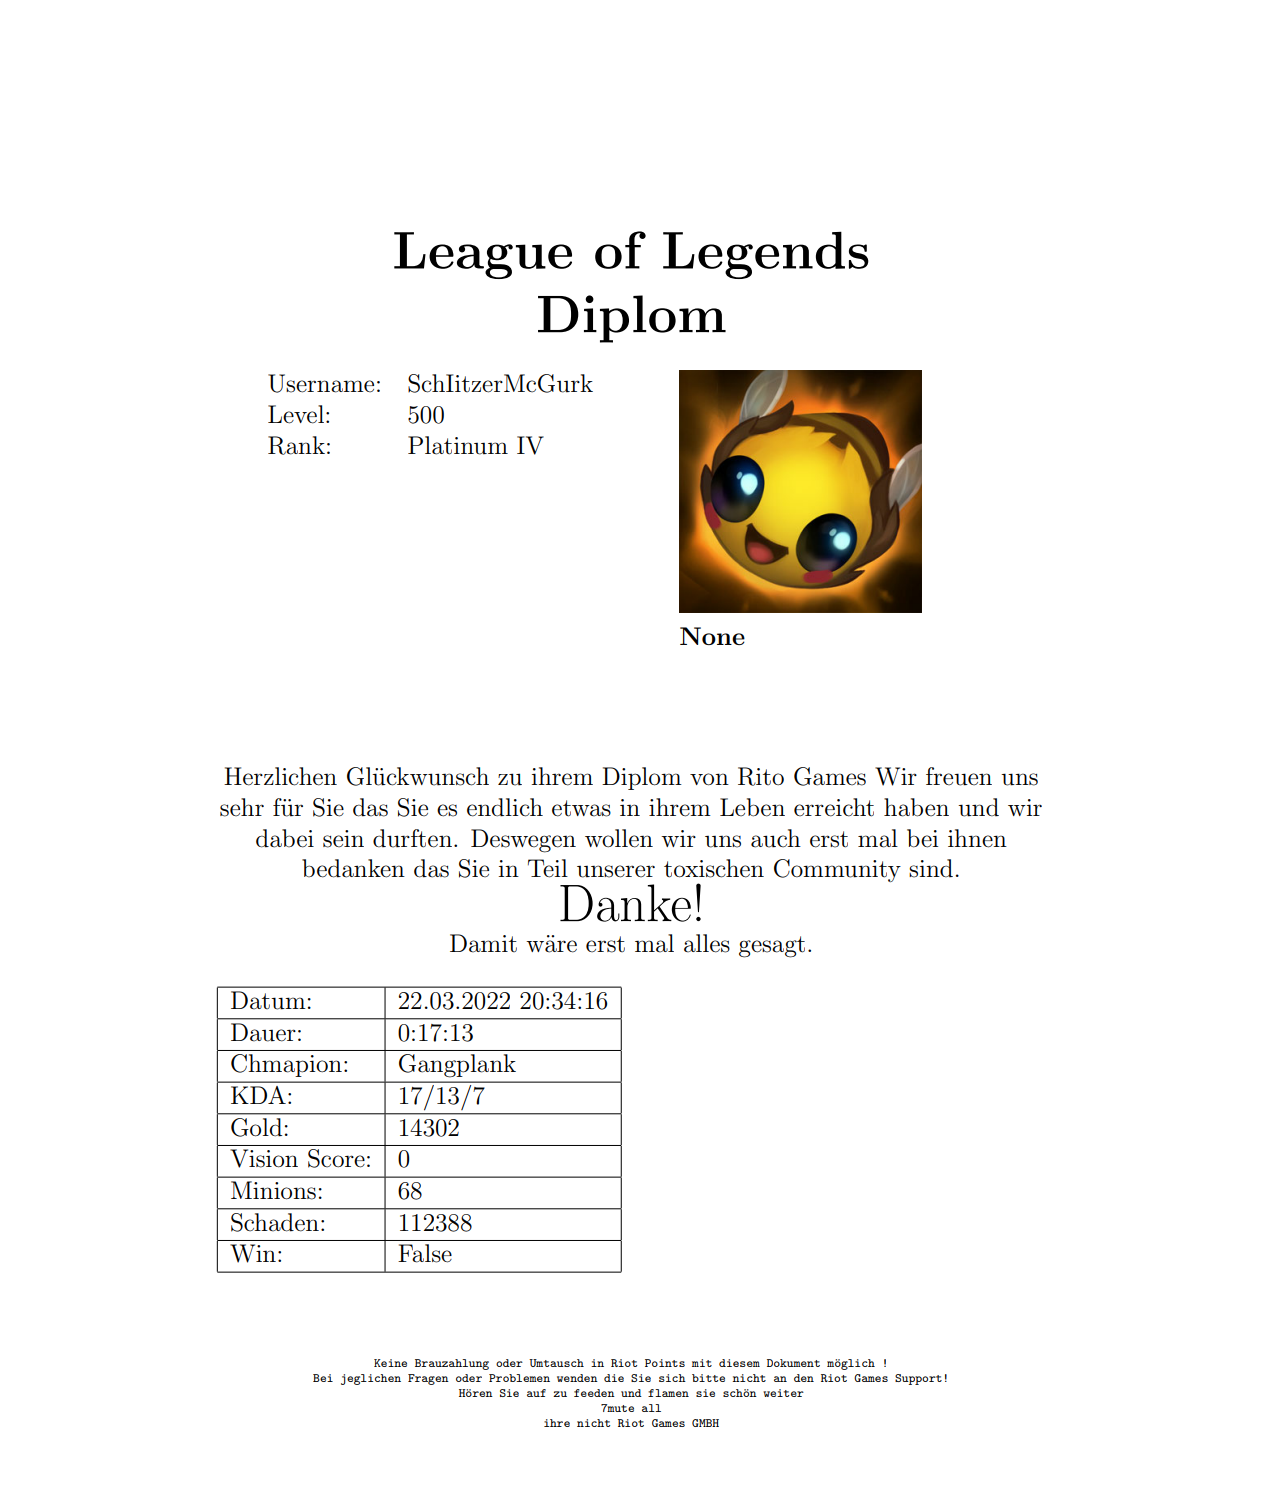 League of Legends
Diplom
Username: SchIitzerMcGurk
Level: 500
Rank: Platinum IV
None
Herzlichen Glückwunsch zu ihrem Diplom von Rito Games Wir freuen uns
sehr für Sie das Sie es endlich etwas in ihrem Leben erreicht haben und wir
dabei sein durften. Deswegen wollen wir uns auch erst mal bei ihnen
bedanken das Sie in Teil unserer toxischen Community sind.
Danke!
Damit wäre erst mal alles gesagt.
Datum: 22.03.2022 20:34:16
Dauer: 0:17:13
Chmapion: Gangplank
KDA: 17/13/7
Gold: 14302
Vision Score: 0
Minions: 68
Schaden: 112388
Win: False
Keine Brauzahlung oder Umtausch in Riot Points mit diesem Dokument möglich !
Bei jeglichen Fragen oder Problemen wenden die Sie sich bitte nicht an den Riot Games Support!
Hören Sie auf zu feeden und flamen sie schön weiter
7mute all
ihre nicht Riot Games GMBH